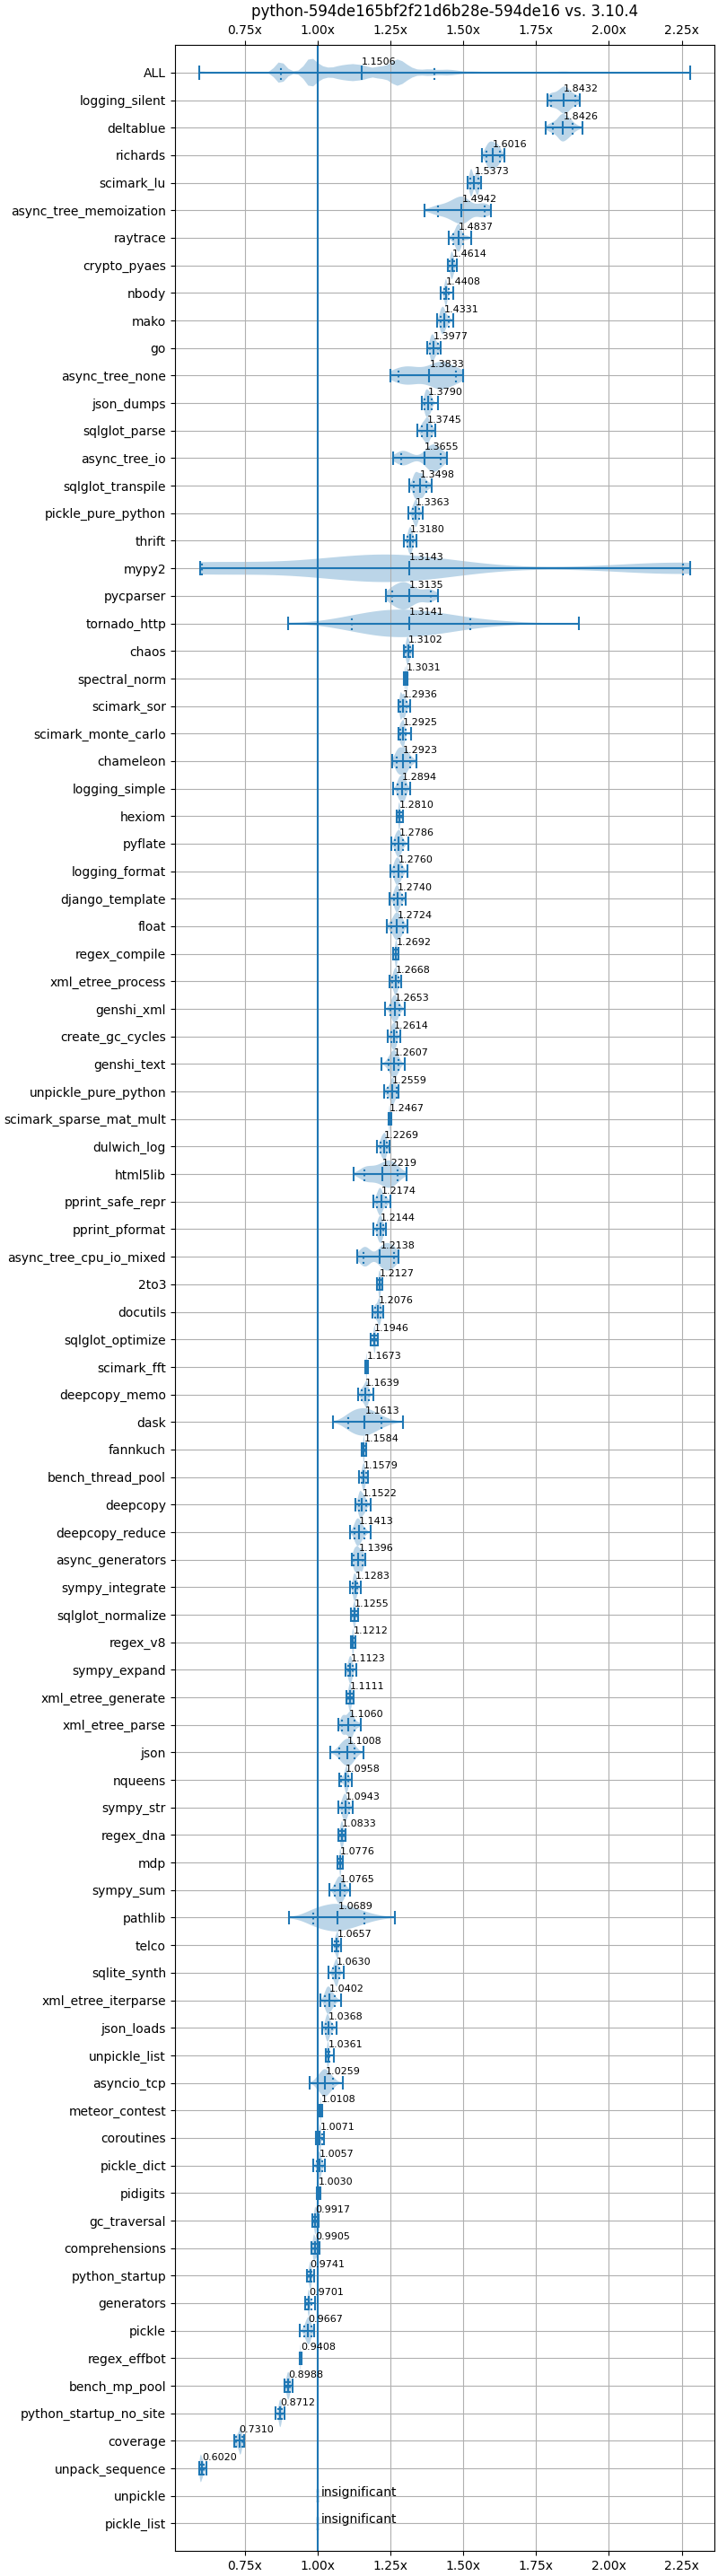 python-594de165bf2f21d6b28e-594de16 vs. 3.10.4
0.75x 1.00x 1.25x 1.50x 1.75x 2.00x 2.25x
ALL 1.1506
logging_silent 1.8432
deltablue 1.8426
richards 1.6016
scimark_lu 1.5373
async_tree_memoization 1.4942
raytrace 1.4837
crypto_pyaes 1.4614
nbody 1.4408
mako 1.4331
go 1.3977
async_tree_none 1.3833
json_dumps 1.3790
sqlglot_parse 1.3745
async_tree_io 1.3655
sqlglot_transpile 1.3498
pickle_pure_python 1.3363
thrift 1.3180
mypy2 1.3143
pycparser 1.3135
tornado_http 1.3141
chaos 1.3102
spectral_norm 1.3031
scimark_sor 1.2936
scimark_monte_carlo 1.2925
chameleon 1.2923
logging_simple 1.2894
hexiom 1.2810
pyflate 1.2786
logging_format 1.2760
django_template 1.2740
float 1.2724
regex_compile 1.2692
xml_etree_process 1.2668
genshi_xml 1.2653
create_gc_cycles 1.2614
genshi_text 1.2607
unpickle_pure_python 1.2559
scimark_sparse_mat_mult 1.2467
dulwich_log 1.2269
html5lib 1.2219
pprint_safe_repr 1.2174
pprint_pformat 1.2144
async_tree_cpu_io_mixed 1.2138
2to3 1.2127
docutils 1.2076
sqlglot_optimize 1.1946
scimark_fft 1.1673
deepcopy_memo 1.1639
dask 1.1613
fannkuch 1.1584
bench_thread_pool 1.1579
deepcopy 1.1522
deepcopy_reduce 1.1413
async_generators 1.1396
sympy_integrate 1.1283
sqlglot_normalize 1.1255
regex_v8 1.1212
sympy_expand 1.1123
xml_etree_generate 1.1111
xml_etree_parse 1.1060
json 1.1008
nqueens 1.0958
sympy_str 1.0943
regex_dna 1.0833
mdp 1.0776
sympy_sum 1.0765
pathlib 1.0689
telco 1.0657
sqlite_synth 1.0630
xml_etree_iterparse 1.0402
json_loads 1.0368
unpickle_list 1.0361
asyncio_tcp 1.0259
meteor_contest 1.0108
coroutines 1.0071
pickle_dict 1.0057
pidigits 1.0030
gc_traversal 0.9917
comprehensions 0.9905
python_startup 0.9741
generators 0.9701
pickle 0.9667
regex_effbot 0.9408
bench_mp_pool 0.8988
python_startup_no_site 0.8712
coverage 0.7310
unpack_sequence 0.6020
unpickle insignificant
pickle_list insignificant
0.75x 1.00x 1.25x 1.50x 1.75x 2.00x 2.25x